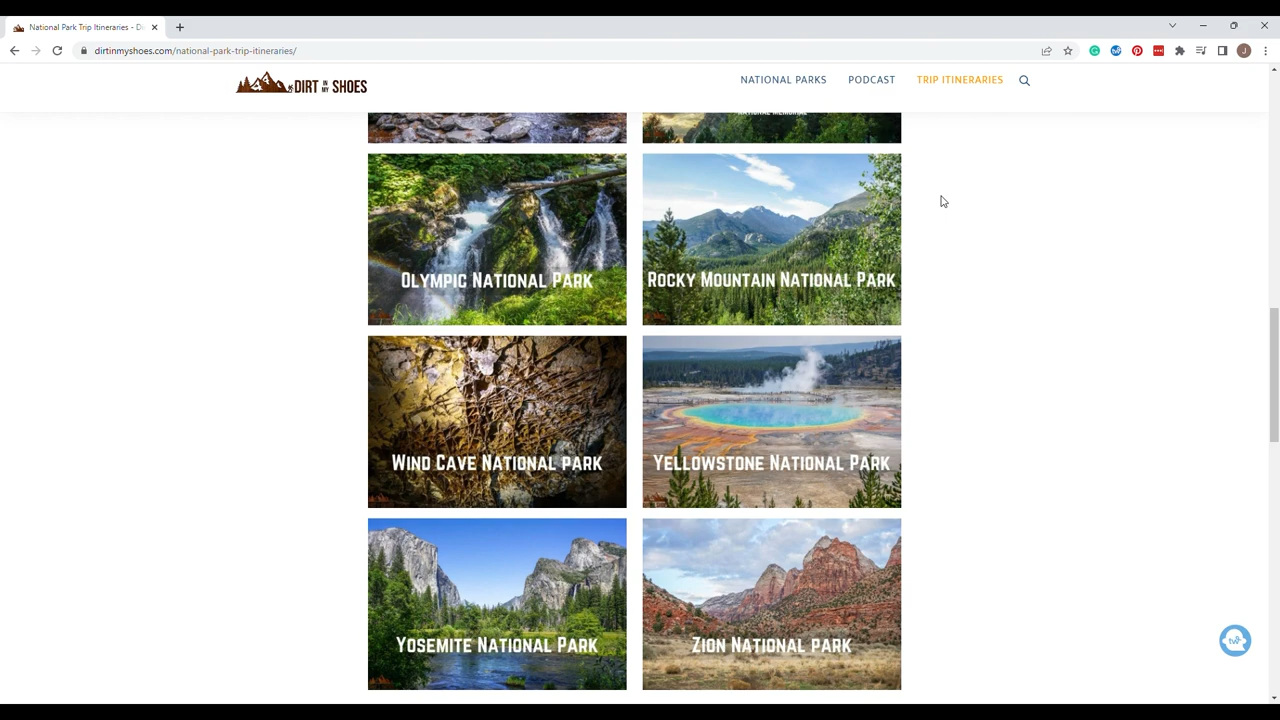 National Park Trip Itineraries - Di
dirtinmyshoes.com/national-park-trip-itineraries/
DIRT IN MY SHOES
NATIONAL PARKS
PODCAST
TRIP ITINERARIES
NATIONAL MEMORIAL
OLYMPIC NATIONAL PARK
ROCKY MOUNTAIN NATIONAL PARK
WIND CAVE NATIONAL PARK
YELLOWSTONE NATIONAL PARK
YOSEMITE NATIONAL PARK
ZION NATIONAL PARK